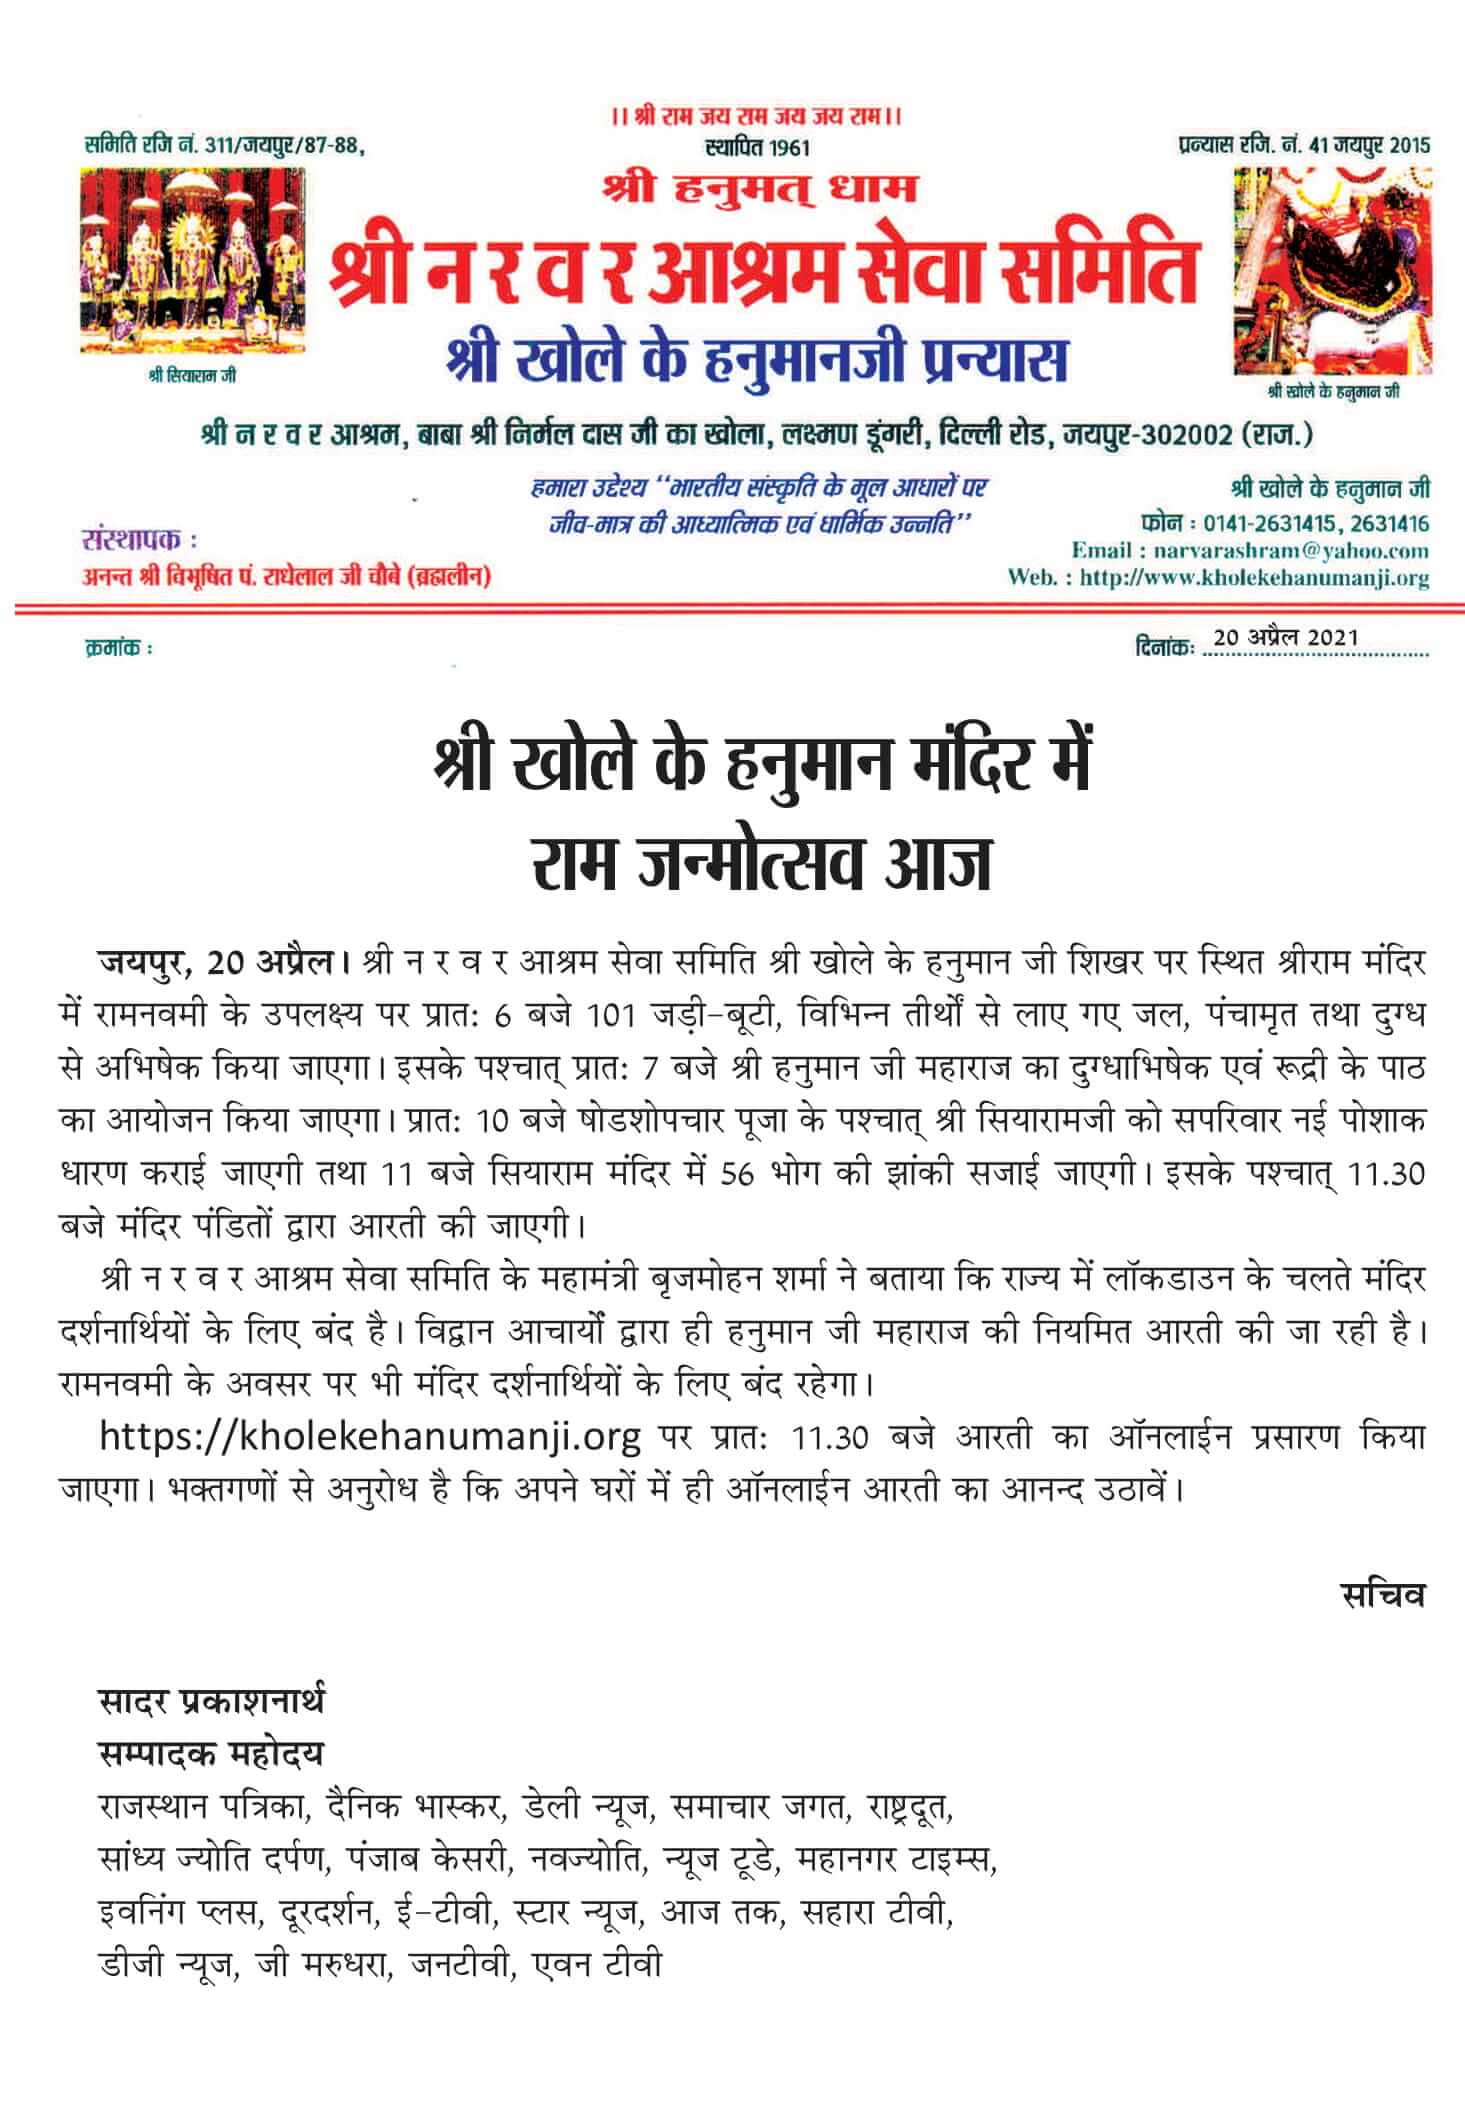 ।। श्री राम जय राम जय जय राम।।
समिति रजि नं. 311/जयपुर/87-88,
स्थापित 1961
प्रन्यास रजि. नं. 41 जयपुर 2015
श्री हनुमत् धाम
श्री न र व र आश्रम सेवा समिति
श्री खोले के हनुमानजी प्रन्यास
श्री सियाराम जी
श्री खोले के हनुमान जी
श्री न र व र आश्रम, बाबा श्री निर्मल दास जी का खोला, लक्ष्मण डूंगरी, दिल्ली रोड, जयपुर-302002 (राज.)
हमारा उद्देश्य ‘‘भारतीय संस्कृति के मूल आधारों पर
जीव-मात्र की आध्यात्मिक एवं धार्मिक उन्नति’’
श्री खोले के हनुमान जी
फोन : 0141-2631415, 2631416
Email : narvarashram@yahoo.com
Web. : http://www.kholekehanumanji.org
संस्थापक :
अनन्त श्री विभूषित पं. राधेलाल जी चौबे (ब्रह्मलीन)
क्रमांक :
दिनांकः 20 अप्रैल 2021
श्री खोले के हनुमान मंदिर में
राम जन्मोत्सव आज
जयपुर, 20 अप्रैल। श्री न र व र आश्रम सेवा समिति श्री खोले के हनुमान जी शिखर पर स्थित श्रीराम मंदिर
में रामनवमी के उपलक्ष्य पर प्रातः 6 बजे 101 जड़ी-बूटी, विभिन्न तीर्थों से लाए गए जल, पंचामृत तथा दुग्ध
से अभिषेक किया जाएगा। इसके पश्चात् प्रातः 7 बजे श्री हनुमान जी महाराज का दुग्धाभिषेक एवं रूद्री के पाठ
का आयोजन किया जाएगा। प्रातः 10 बजे षोडशोपचार पूजा के पश्चात् श्री सियारामजी को सपरिवार नई पोशाक
धारण कराई जाएगी तथा 11 बजे सियाराम मंदिर में 56 भोग की झांकी सजाई जाएगी। इसके पश्चात् 11.30
बजे मंदिर पंडितों द्वारा आरती की जाएगी।
श्री न र व र आश्रम सेवा समिति के महामंत्री बृजमोहन शर्मा ने बताया कि राज्य में लॉकडाउन के चलते मंदिर
दर्शनार्थियों के लिए बंद है। विद्वान आचार्यों द्वारा ही हनुमान जी महाराज की नियमित आरती की जा रही है।
रामनवमी के अवसर पर भी मंदिर दर्शनार्थियों के लिए बंद रहेगा।
https://kholekehanumanji.org पर प्रातः 11.30 बजे आरती का ऑनलाईन प्रसारण किया
जाएगा। भक्तगणों से अनुरोध है कि अपने घरों में ही ऑनलाईन आरती का आनन्द उठावें।
सचिव
सादर प्रकाशनार्थ
सम्पादक महोदय
राजस्थान पत्रिका, दैनिक भास्कर, डेली न्यूज, समाचार जगत, राष्ट्रदूत,
सांध्य ज्योति दर्पण, पंजाब केसरी, नवज्योति, न्यूज टूडे, महानगर टाइम्स,
इवनिंग प्लस, दूरदर्शन, ई-टीवी, स्टार न्यूज, आज तक, सहारा टीवी,
डीजी न्यूज, जी मरुधरा, जनटीवी, एवन टीवी